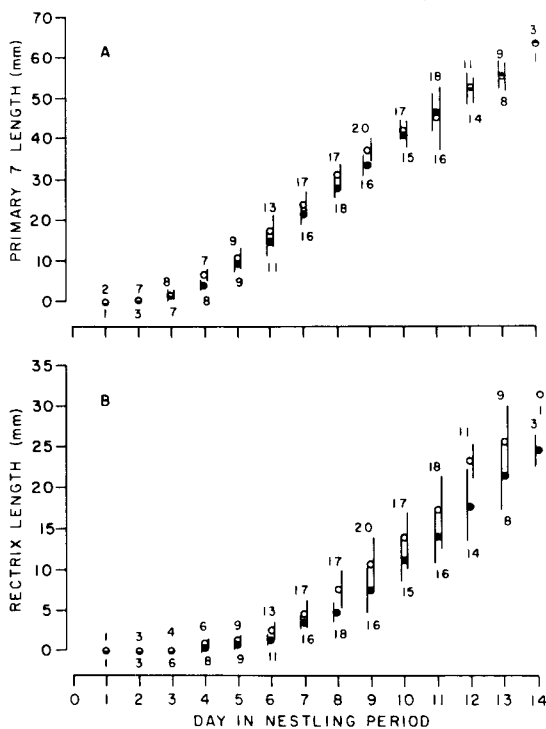 A
PRIMARY 7 LENGTH (mm)
70
60
50
40
30
20
10
0
2 7 8 7 9 13 17 17 20 17 18 11 9 3
1 3 7 8 9 11 16 18 16 15 16 14 8 1
B
RECTRIX LENGTH (mm)
35
30
25
20
15
10
5
0
1 3 4 6 9 13 17 17 20 17 18 11 9 1
1 3 6 8 9 11 16 18 16 15 16 14 8 3
0 1 2 3 4 5 6 7 8 9 10 11 12 13 14
DAY IN NESTLING PERIOD